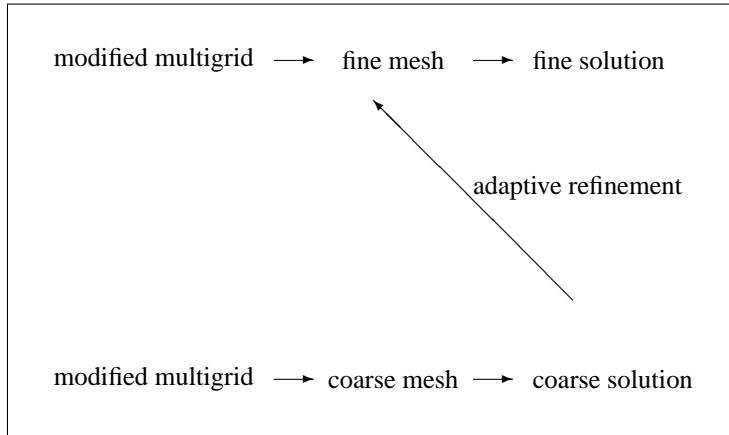 modified multigrid fine mesh fine solution
adaptive refinement
modified multigrid coarse mesh coarse solution